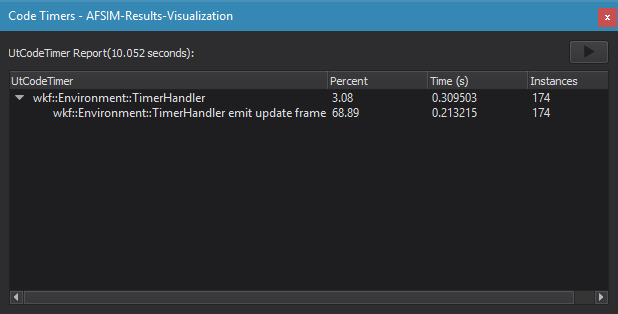 Code Timers - AFSIM-Results-Visualization
UtCodeTimer Report(10.052 seconds):
UtCodeTimer Percent Time (s) Instances
wkf::Environment::TimerHandler 3.08 0.309503 174
wkf::Environment::TimerHandler emit update frame 68.89 0.213215 174